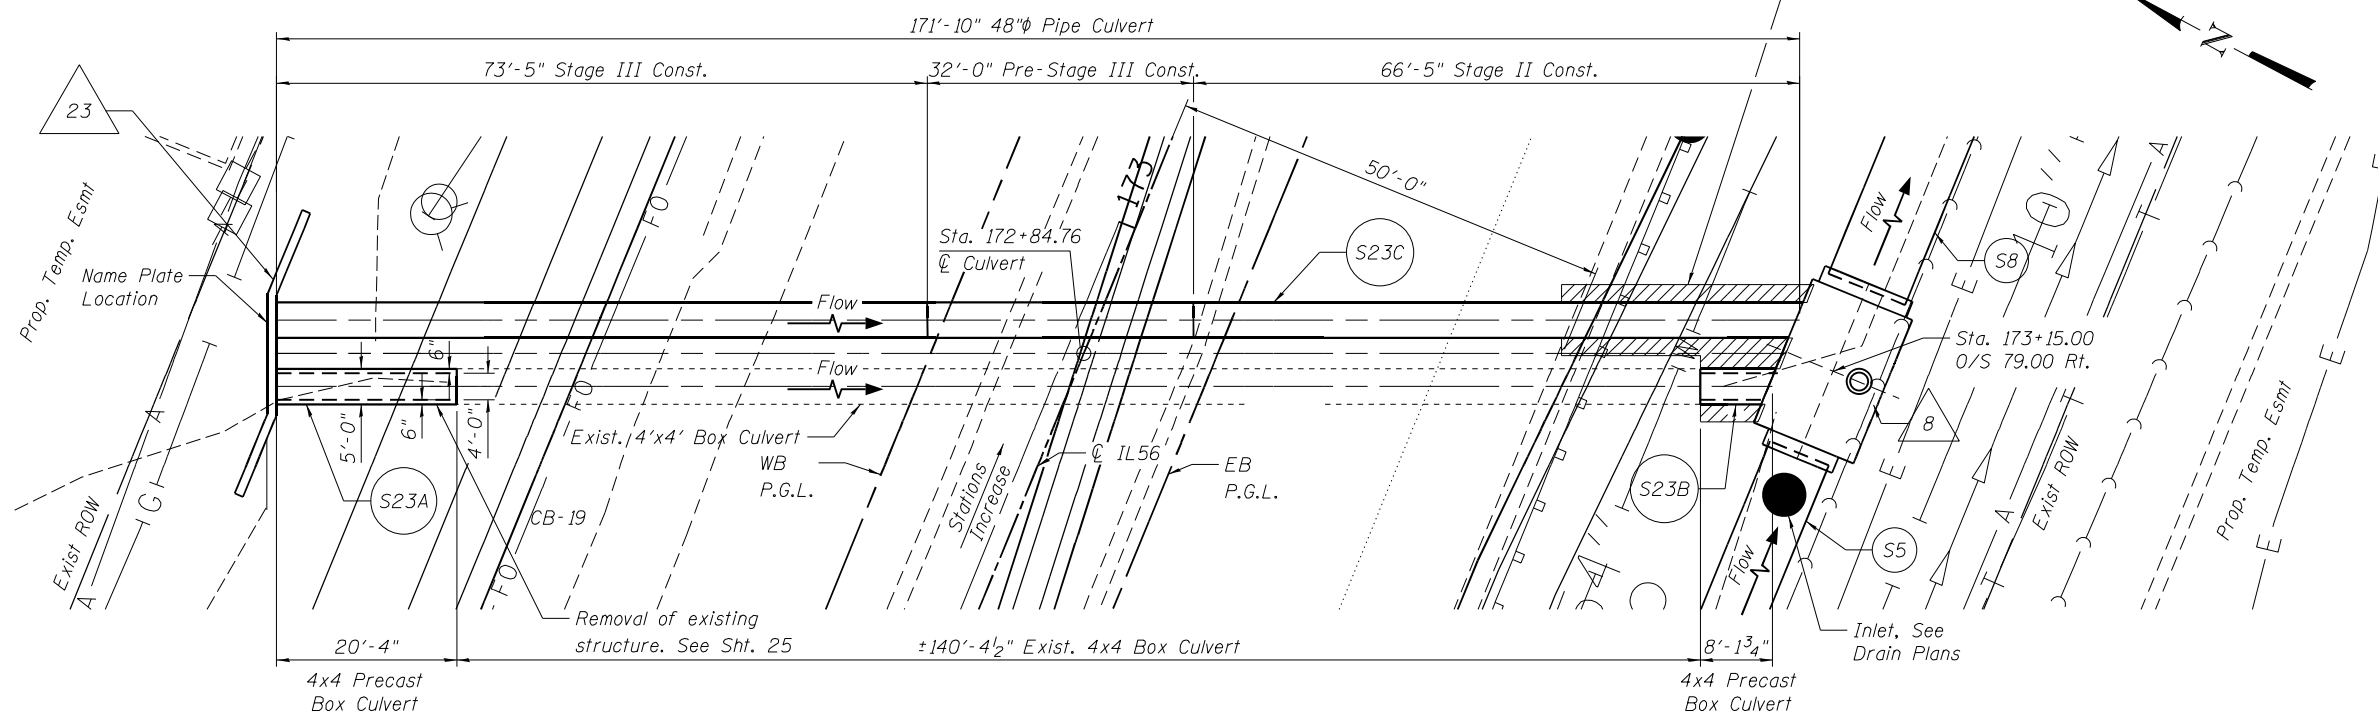 171'-10" 48"ϕ Pipe Culvert
73'-5" Stage III Const.
32'-0" Pre-Stage III Const.
66'-5" Stage II Const.
N
23
Prop. Temp. Esmt
Name Plate
Location
FO
173
50'-0"
Sta. 172+84.76
℄ Culvert
S23C
Flow
Flow
S8
10"
A
E
Sta. 173+15.00
O/S 79.00 Rt.
8
Flow
6"
5'-0"
6"
4'-0"
FO
Exist. 4'x4' Box Culvert
WB
P.G.L.
℄ IL56
EB
P.G.L.
Stations
Increase
S23A
S23B
CB-19
FO
A
G
A
Exist ROW
Flow
S5
E
E
A
Exist ROW
Prop. Temp. Esmt
E
E
Removal of existing
structure. See Sht. 25
Inlet, See
Drain Plans
20'-4"
±140'-4½" Exist. 4x4 Box Culvert
8'-1¾"
4x4 Precast
Box Culvert
4x4 Precast
Box Culvert